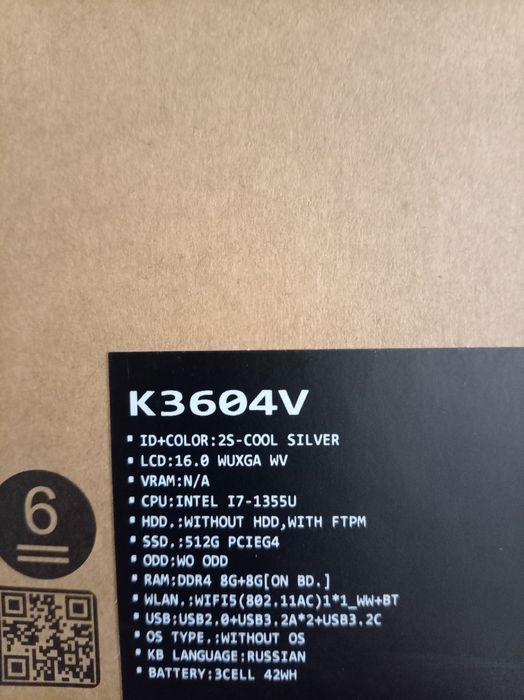 K3604V
▪ ID+COLOR:2S-COOL SILVER
▪ LCD:16.0 WUXGA WV
▪ VRAM:N/A
▪ CPU:INTEL I7-1355U
▪ HDD.:WITHOUT HDD,WITH FTPM
▪ SSD.:512G PCIEG4
▪ ODD:WO ODD
▪ RAM:DDR4 8G+8G[ON BD.]
▪ WLAN.:WIFI5(802.11AC)1*1_WW+BT
▪ USB:USB2.0+USB3.2A*2+USB3.2C
▪ OS TYPE.:WITHOUT OS
▪ KB LANGUAGE:RUSSIAN
▪ BATTERY:3CELL 42WH
6